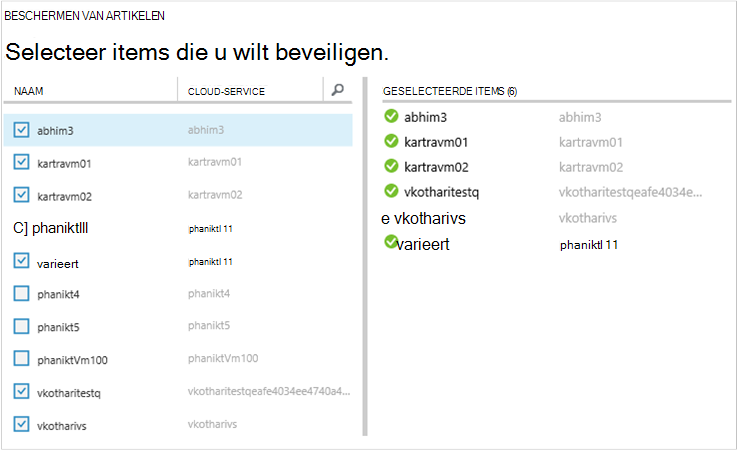 BESCHERMEN VAN ARTIKELEN
Selecteer items die u wilt beveiligen.
NAAM CLOUD-SERVICE
abhim3 abhim3
kartravm01 kartravm01
kartravm02 kartravm02
C] phaniktlll phaniktl 11
varieert phaniktl 11
phanikt4 phanikt4
phanikt5 phanikt5
phaniktVm100 phaniktVm100
vkotharitestq vkotharitestqeafe4034ee4740a4...
vkotharivs vkotharivs
GESELECTEERDE ITEMS (6)
abhim3 abhim3
kartravm01 kartravm01
kartravm02 kartravm02
vkotharitestq vkotharitestqeafe4034e...
e vkotharivs vkotharivs
varieert phaniktl 11